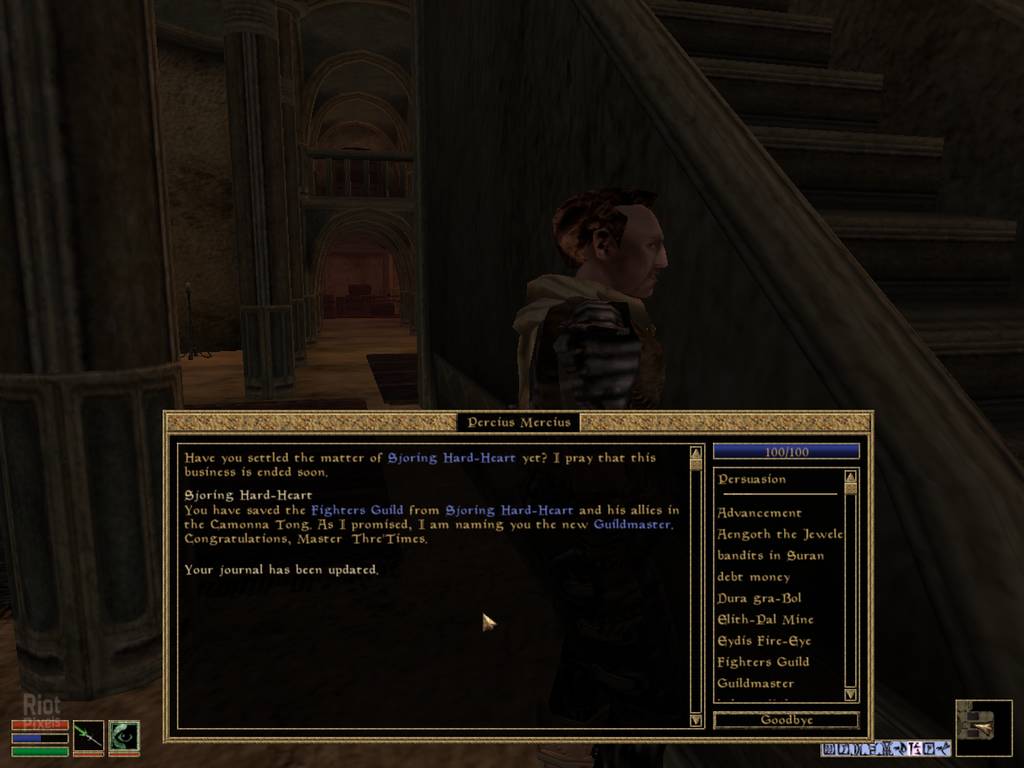 Percius Mercius
Have you settled the matter of Sjoring Hard-Heart yet? I pray that this
business is ended soon.
Sjoring Hard-Heart
You have saved the Fighters Guild from Sjoring Hard-Heart and his allies in
the Camonna Tong. As I promised, I am naming you the new Guildmaster.
Congratulations, Master Thre'Times.
Your journal has been updated.
100/100
Persuasion
Advancement
Aengoth the Jewele
bandits in Suran
debt money
Dura gra-Bol
Elith-Pal Mine
Eydis Fire-Eye
Fighters Guild
Guildmaster
Goodbye
Riot
Pixels